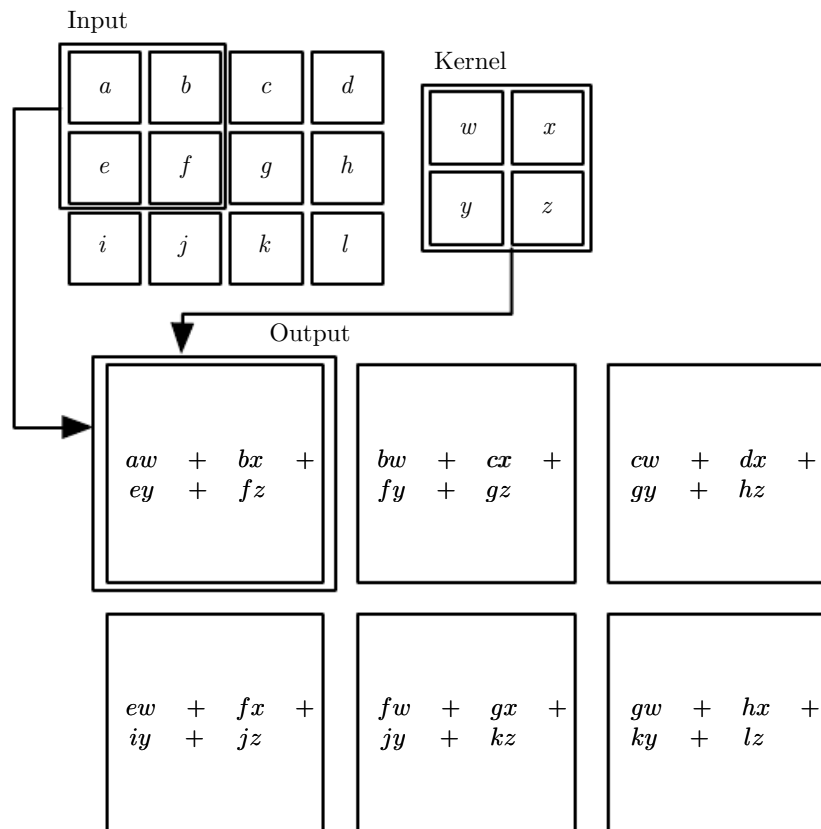 Input
Kernel
a b c d
w x
e f g h
y z
i j k l
Output
aw + bx +
ey + fz
bw + cx +
fy + gz
cw + dx +
gy + hz
ew + fx +
iy + jz
fw + gx +
jy + kz
gw + hx +
ky + lz